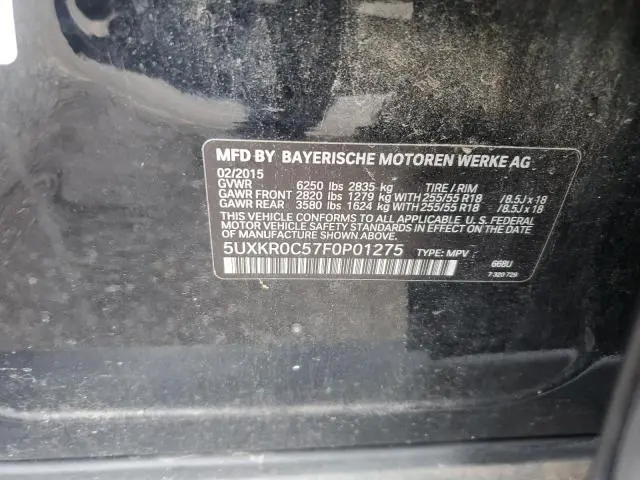 MFD BY BAYERISCHE MOTOREN WERKE AG
02/2015
GVWR 6250 lbs 2835 kg TIRE / RIM
GAWR FRONT 2820 lbs 1279 kg WITH 255/55 R18 / 8.5J x 18
GAWR REAR 3580 lbs 1624 kg WITH 255/55 R18 / 8.5J x 18
THIS VEHICLE CONFORMS TO ALL APPLICABLE U. S. FEDERAL
MOTOR VEHICLE SAFETY STANDARDS IN EFFECT ON THE DATE
OF MANUFACTURE SHOWN ABOVE.
5UXKR0C57F0P01275 TYPE: MPV
668U
7 320 729